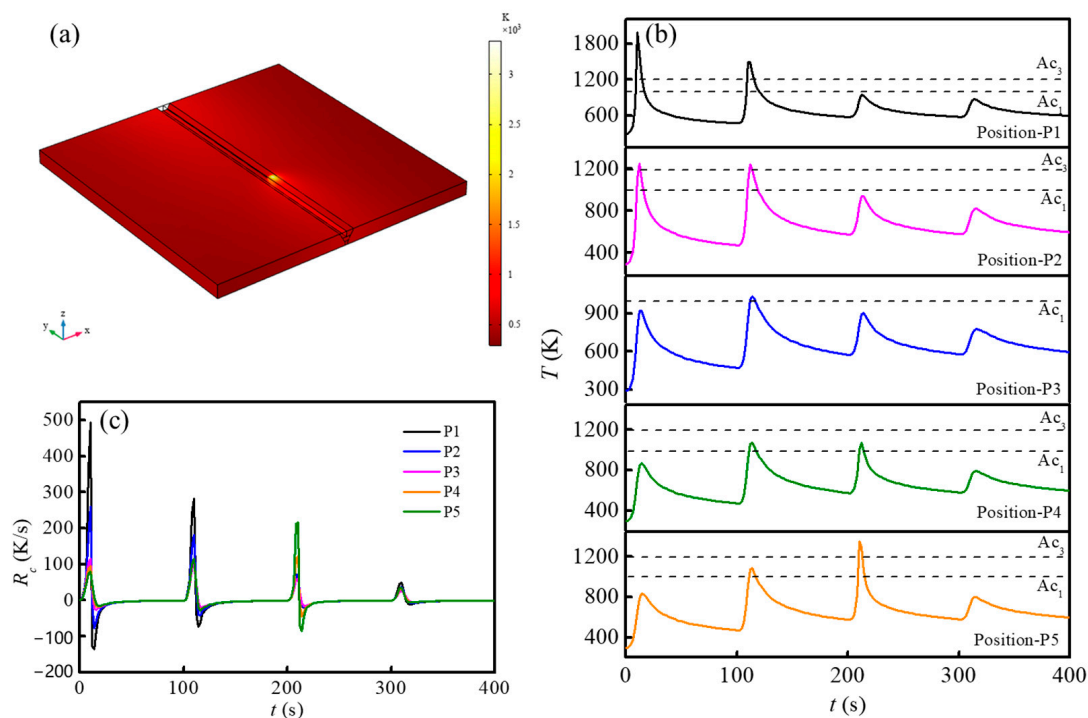 (a)
K
×10³
3
2.5
2
1.5
1
0.5
z
y
x
(b)
T (K)
1800
1200
600
Ac₃
Ac₁
Position-P1
1200
800
400
Ac₃
Ac₁
Position-P2
900
600
300
Ac₁
Position-P3
1200
800
400
Ac₃
Ac₁
Position-P4
1200
800
400
Ac₃
Ac₁
Position-P5
0 100 200 300 400
t (s)
(c)
R꜀ (K/s)
500
400
300
200
100
0
−100
−200
P1
P2
P3
P4
P5
0 100 200 300 400
t (s)